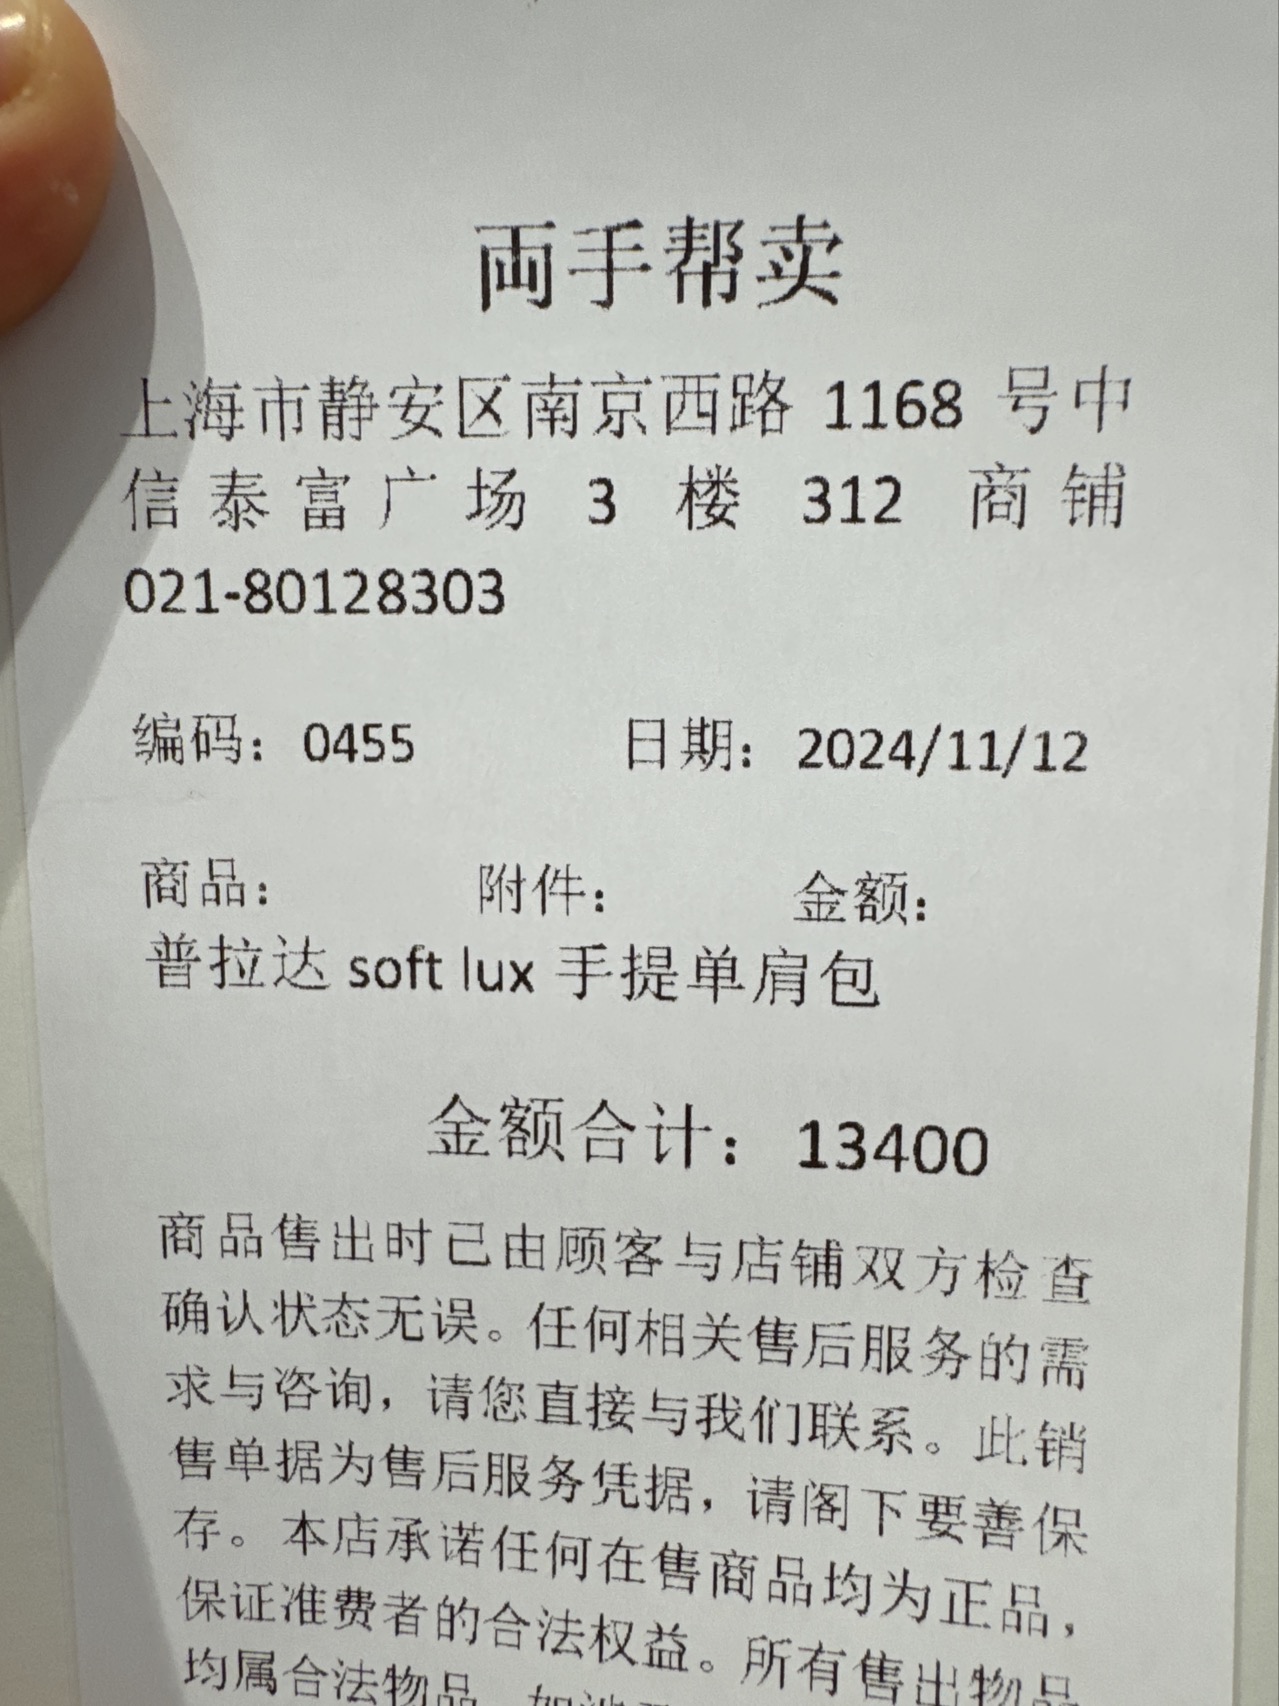 両手帮卖
上海市静安区南京西路 1168 号中
信泰富广场 3 楼 312 商铺
021-80128303
编码：0455 日期：2024/11/12
商品： 附件： 金额：
普拉达 soft lux 手提单肩包
金额合计：13400
商品售出时己由顾客与店铺双方检查
确认状态无误。任何相关售后服务的需
求与咨询，请您直接与我们联系。此销
售单据为售后服务凭据，请阁下要善保
存。本店承诺任何在售商品均为正品，
保证准费者的合法权益。所有售出物品
均属合法物品